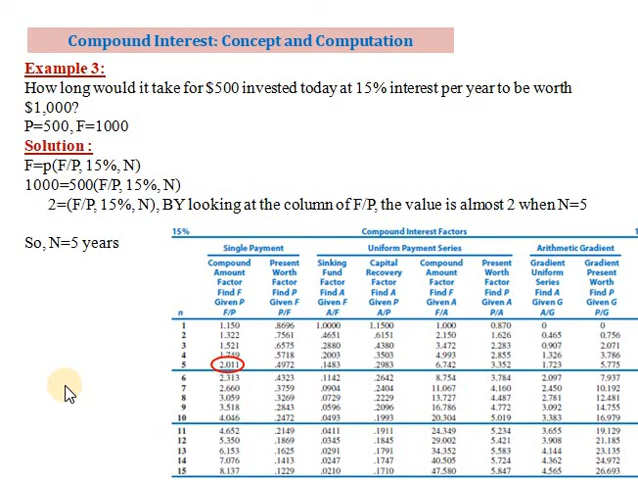 Compound Interest: Concept and Computation
Example 3:
How long would it take for $500 invested today at 15% interest per year to be worth
$1,000?
P=500, F=1000
Solution :
F=p(F/P, 15%, N)
1000=500(F/P, 15%, N)
2=(F/P, 15%, N), BY looking at the column of F/P, the value is almost 2 when N=5
So, N=5 years
15% Compound Interest Factors 1
Single Payment Uniform Payment Series Arithmetic Gradient
Compound Present Sinking Capital Compound Present Gradient Gradient
Amount Worth Fund Recovery Amount Worth Uniform Present
Factor Factor Factor Factor Factor Factor Series Worth
Find F Find P Find A Find A Find F Find P Find A Find P
Given P Given F Given F Given P Given A Given A Given G Given G
n F/P P/F A/F A/P F/A P/A A/G P/G
1 1.150 .8696 1.0000 1.1500 1.000 0.870 0 0
2 1.322 .7561 .4651 .6151 2.150 1.626 0.465 0.756
3 1.521 .6575 .2880 .4380 3.472 2.283 0.907 2.071
4 1.749 .5718 .2003 .3503 4.993 2.855 1.326 3.786
5 2.011 .4972 .1483 .2983 6.742 3.352 1.723 5.775
6 2.313 .4323 .1142 .2642 8.754 3.784 2.097 7.937
7 2.660 .3759 .0904 .2404 11.067 4.160 2.450 10.192
8 3.059 .3269 .0729 .2229 13.727 4.487 2.781 12.481
9 3.518 .2843 .0596 .2096 16.786 4.772 3.092 14.755
10 4.046 .2472 .0493 .1993 20.304 5.019 3.383 16.979
11 4.652 .2149 .0411 .1911 24.349 5.234 3.655 19.129
12 5.350 .1869 .0345 .1845 29.002 5.421 3.908 21.185
13 6.153 .1625 .0291 .1791 34.352 5.583 4.144 23.135
14 7.076 .1413 .0247 .1747 40.505 5.724 4.362 24.972
15 8.137 .1229 .0210 .1710 47.580 5.847 4.565 26.693